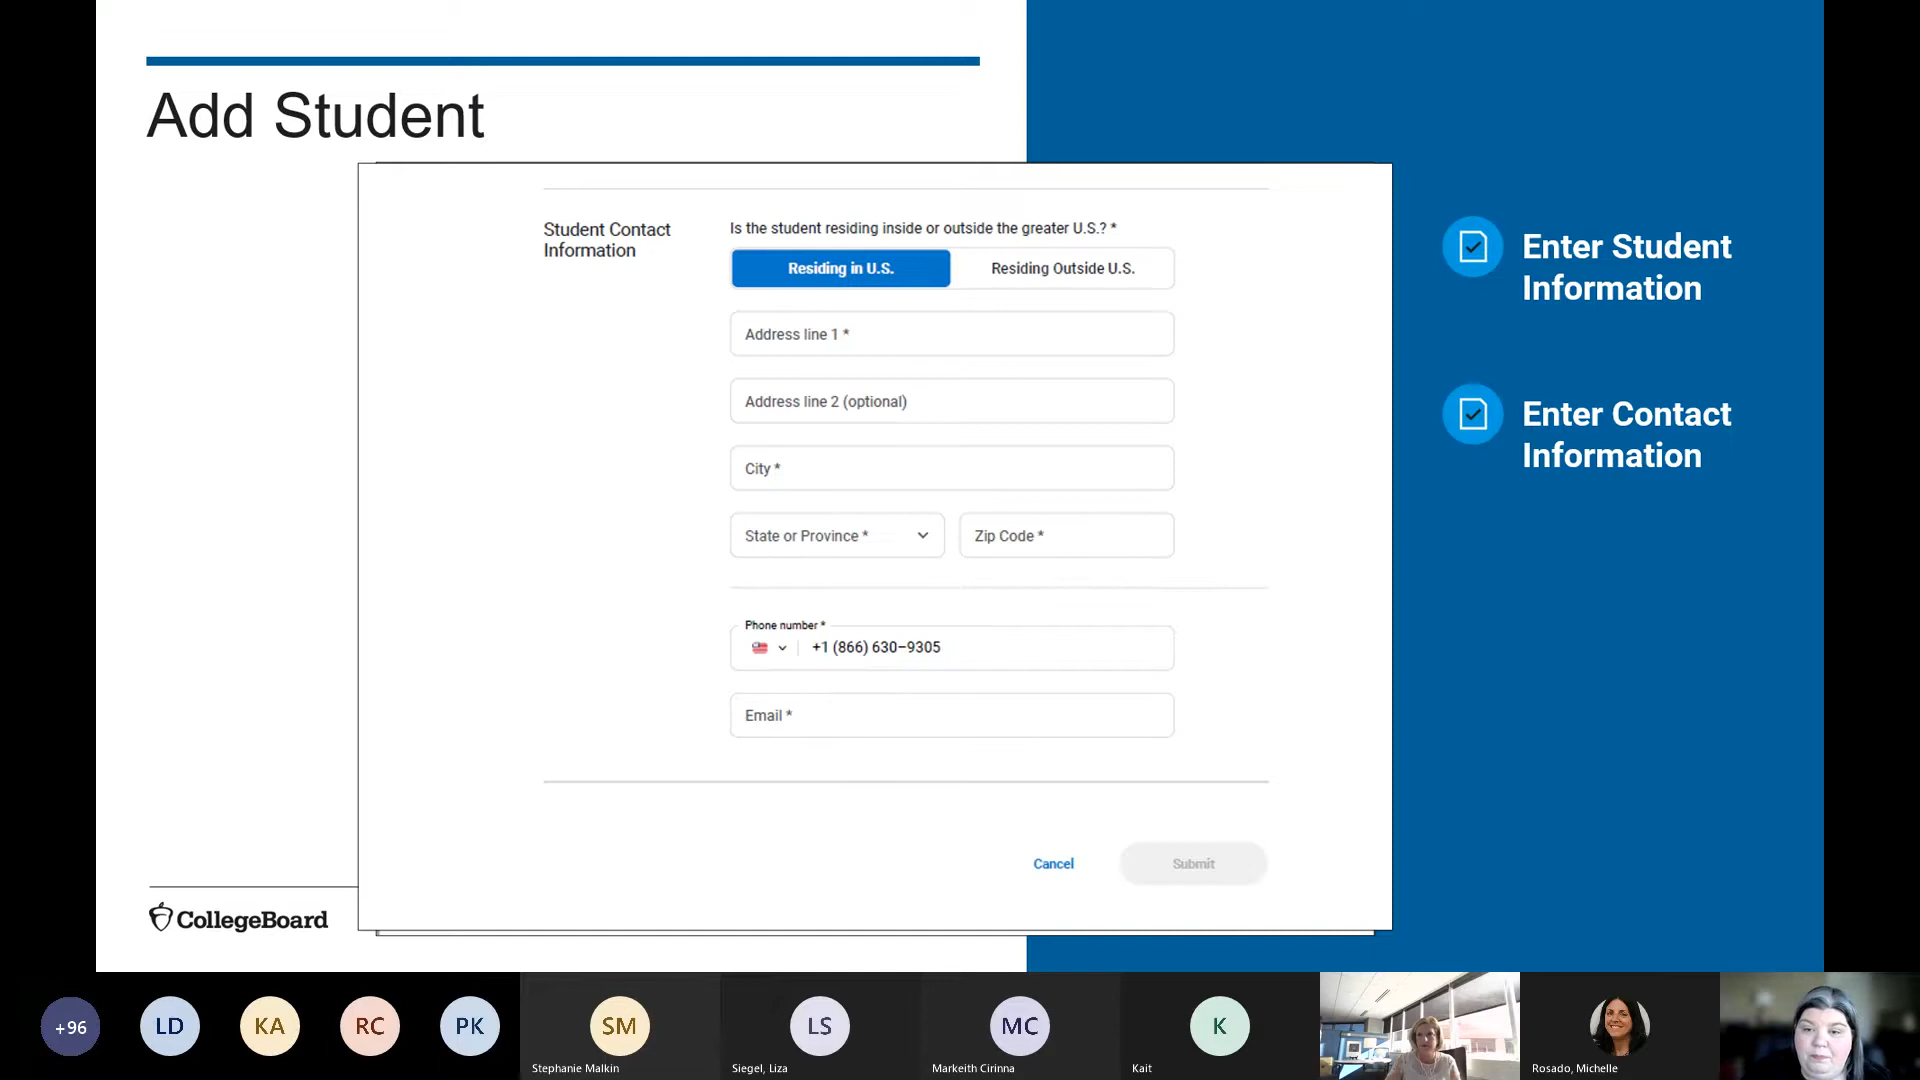 Add Student
Student Contact
Information
Is the student residing inside or outside the greater U.S.? *
Residing in U.S.
Residing Outside U.S.
Address line 1 *
Address line 2 (optional)
City *
State or Province *
Zip Code *
Phone number *
+1 (866) 630–9305
Email *
Cancel
Submit
Enter Student
Information
Enter Contact
Information
CollegeBoard
+96
LD
KA
RC
PK
SM
Stephanie Malkin
LS
Siegel, Liza
MC
Markeith Cirinna
K
Kait
Rosado, Michelle